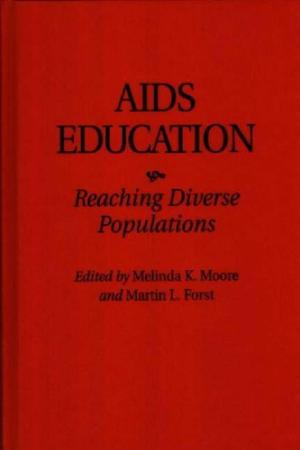 AIDS
EDUCATION
Reaching Diverse
Populations
Edited by Melinda K. Moore
and Martin L. Forst